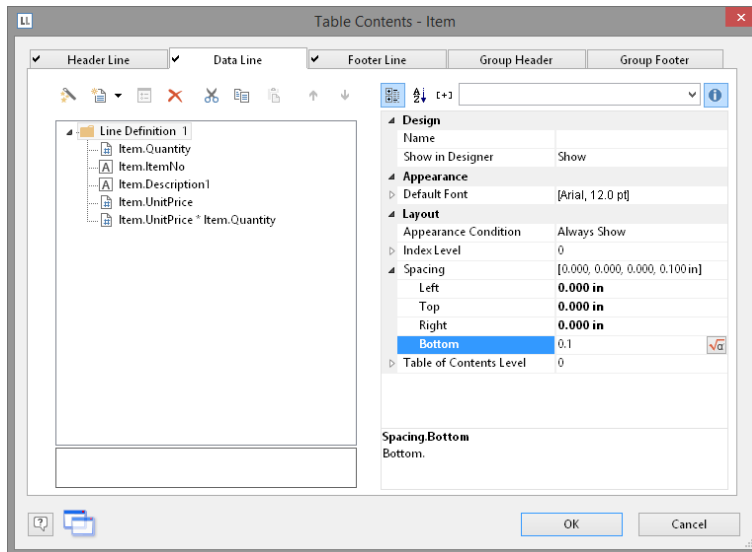 LL
Table Contents - Item
Header Line
Data Line
Footer Line
Group Header
Group Footer
Line Definition 1
Item.Quantity
A Item.ItemNo
A Item.Description1
Item.UnitPrice
Item.UnitPrice * Item.Quantity
Design
Name
Show in Designer Show
Appearance
Default Font [Arial, 12.0 pt]
Layout
Appearance Condition Always Show
Index Level 0
Spacing [0.000, 0.000, 0.000, 0.100 in]
Left 0.000 in
Top 0.000 in
Right 0.000 in
Bottom 0.1
Table of Contents Level 0
Spacing.Bottom
Bottom.
OK
Cancel